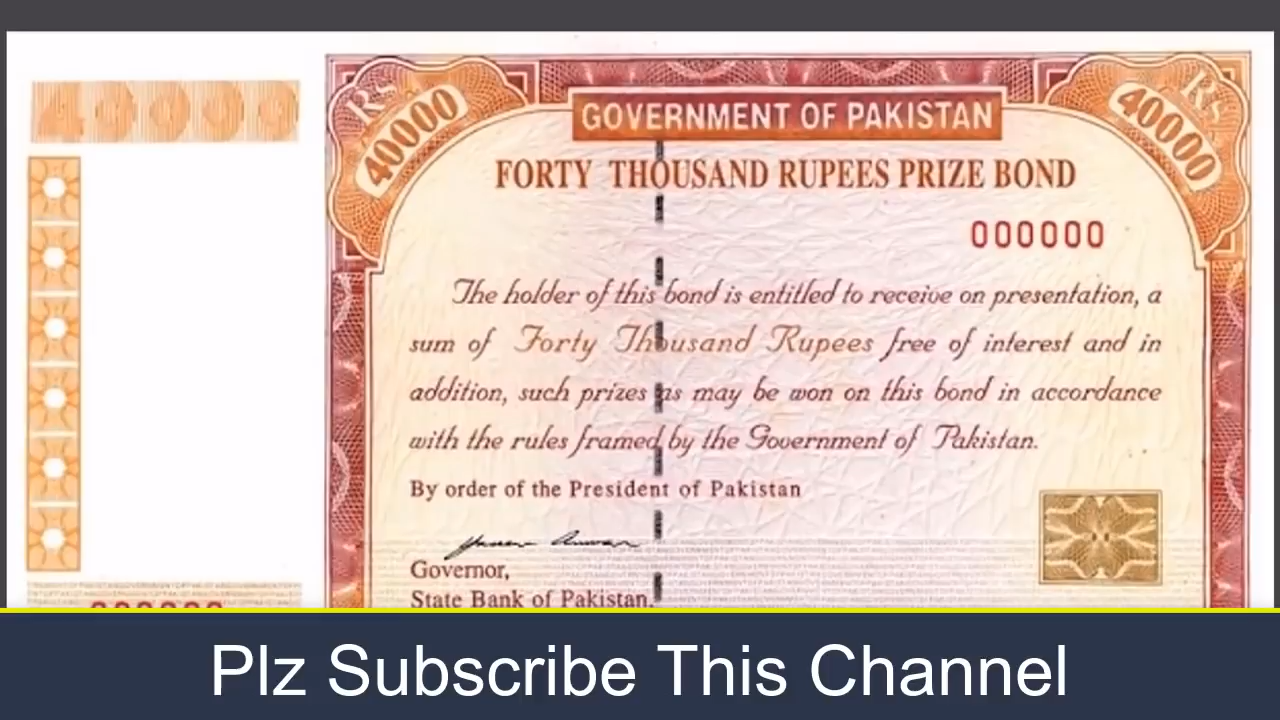 40000
Rs
40000
GOVERNMENT OF PAKISTAN
Rs
40000
FORTY THOUSAND RUPEES PRIZE BOND
000000
The holder of this bond is entitled to receive on presentation, a
sum of Forty Thousand Rupees free of interest and in
addition, such prizes as may be won on this bond in accordance
with the rules framed by the Government of Pakistan.
By order of the President of Pakistan
Governor,
State Bank of Pakistan.
Plz Subscribe This Channel